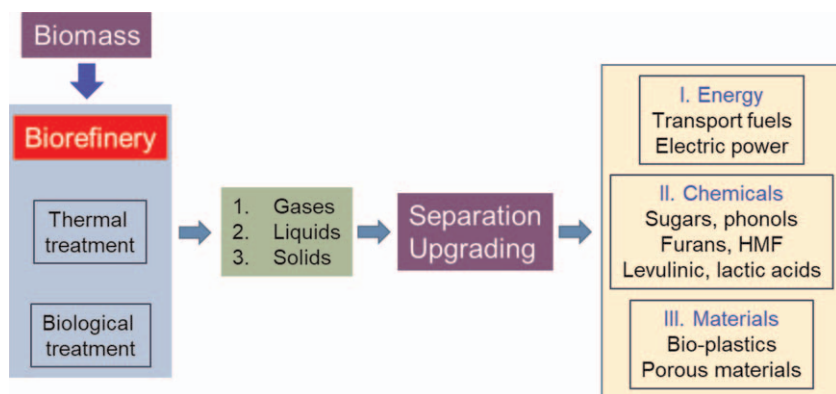 Biomass
Biorefinery
Thermal
treatment
Biological
treatment
1. Gases
2. Liquids
3. Solids
Separation
Upgrading
I. Energy
Transport fuels
Electric power
II. Chemicals
Sugars, phonols
Furans, HMF
Levulinic, lactic acids
III. Materials
Bio-plastics
Porous materials